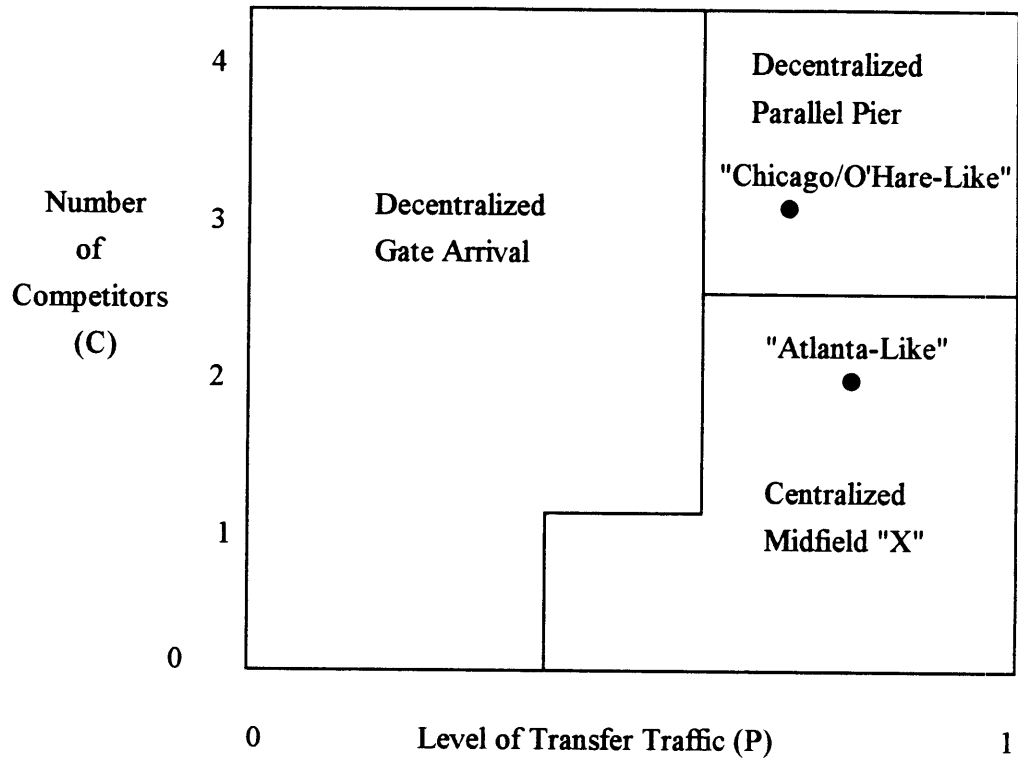 4
Decentralized
Parallel Pier
"Chicago/O'Hare-Like"
Number
of
Competitors
(C)
3
Decentralized
Gate Arrival
"Atlanta-Like"
2
Centralized
Midfield "X"
1
0
0
Level of Transfer Traffic (P)
1